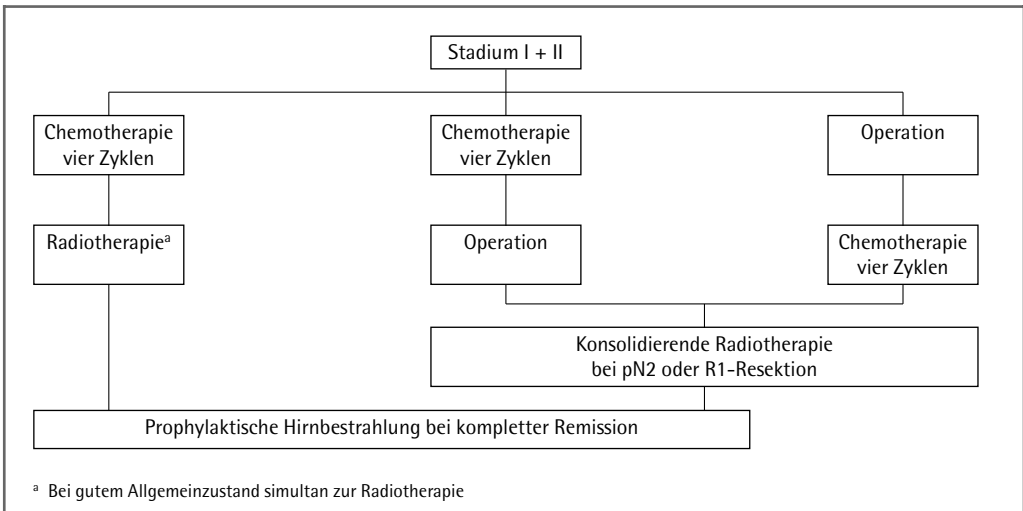 Stadium I + II
Chemotherapie
vier Zyklen
Chemotherapie
vier Zyklen
Operation
Radiotherapieᵃ
Operation
Chemotherapie
vier Zyklen
Konsolidierende Radiotherapie
bei pN2 oder R1-Resektion
Prophylaktische Hirnbestrahlung bei kompletter Remission
ᵃ Bei gutem Allgemeinzustand simultan zur Radiotherapie